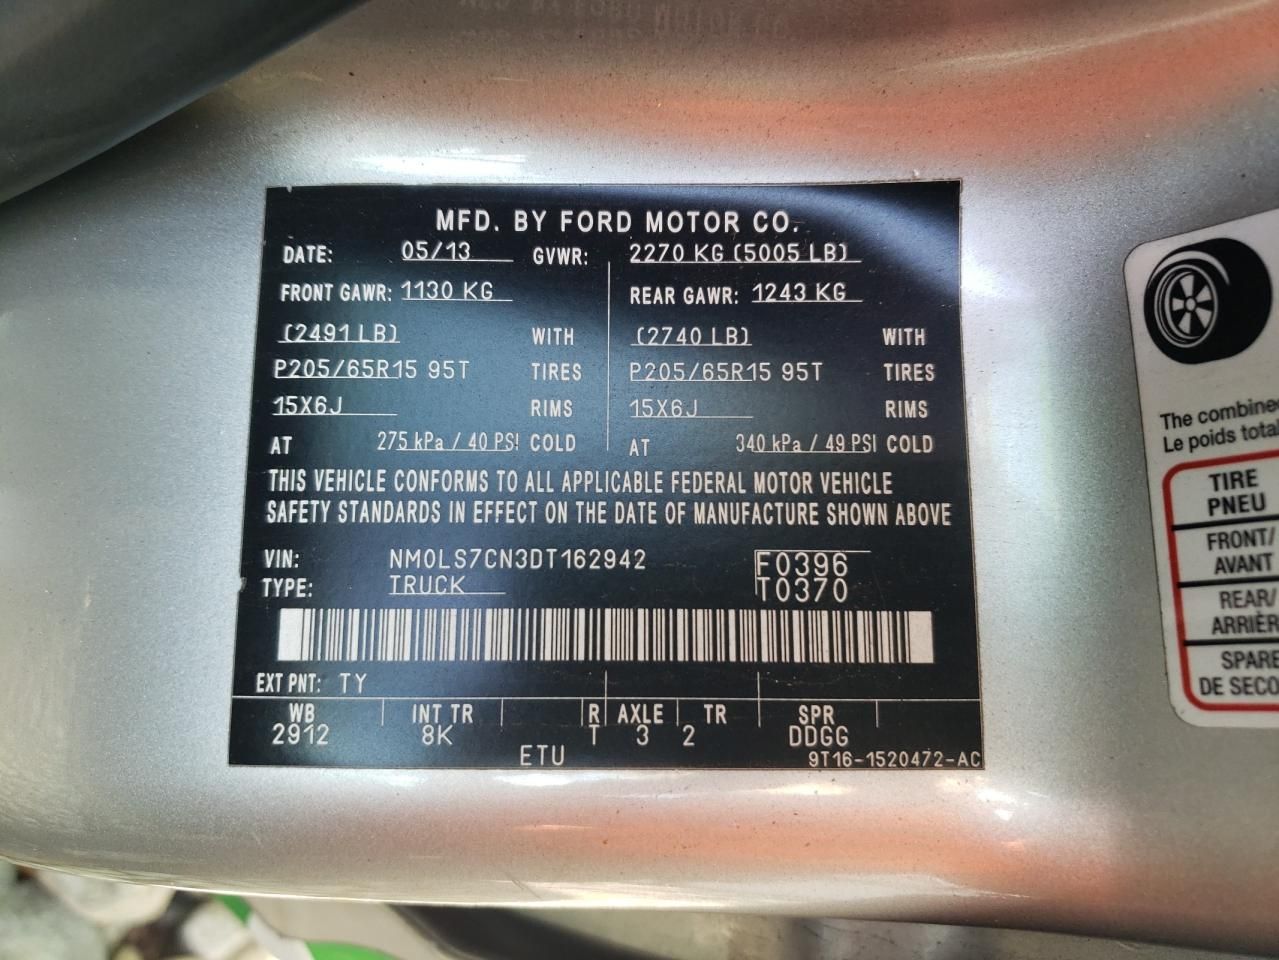 MFD. BY FORD MOTOR CO.
DATE: 05/13 GVWR: 2270 KG (5005 LB)
FRONT GAWR: 1130 KG REAR GAWR: 1243 KG
(2491 LB) WITH (2740 LB) WITH
P205/65R15 95T TIRES P205/65R15 95T TIRES
15X6J RIMS 15X6J RIMS
AT 275 kPa / 40 PSI COLD AT 340 kPa / 49 PSI COLD
THIS VEHICLE CONFORMS TO ALL APPLICABLE FEDERAL MOTOR VEHICLE
SAFETY STANDARDS IN EFFECT ON THE DATE OF MANUFACTURE SHOWN ABOVE
VIN: NM0LS7CN3DT162942 F0396
TYPE: TRUCK T0370
EXT PNT: TY
WB INT TR R AXLE TR SPR
2912 8K T 3 2 DDGG
ETU 9T16-1520472-AC
The combined
Le poids total
TIRE
PNEU
FRONT/
AVANT
REAR/
ARRIÈR
SPARE
DE SECO